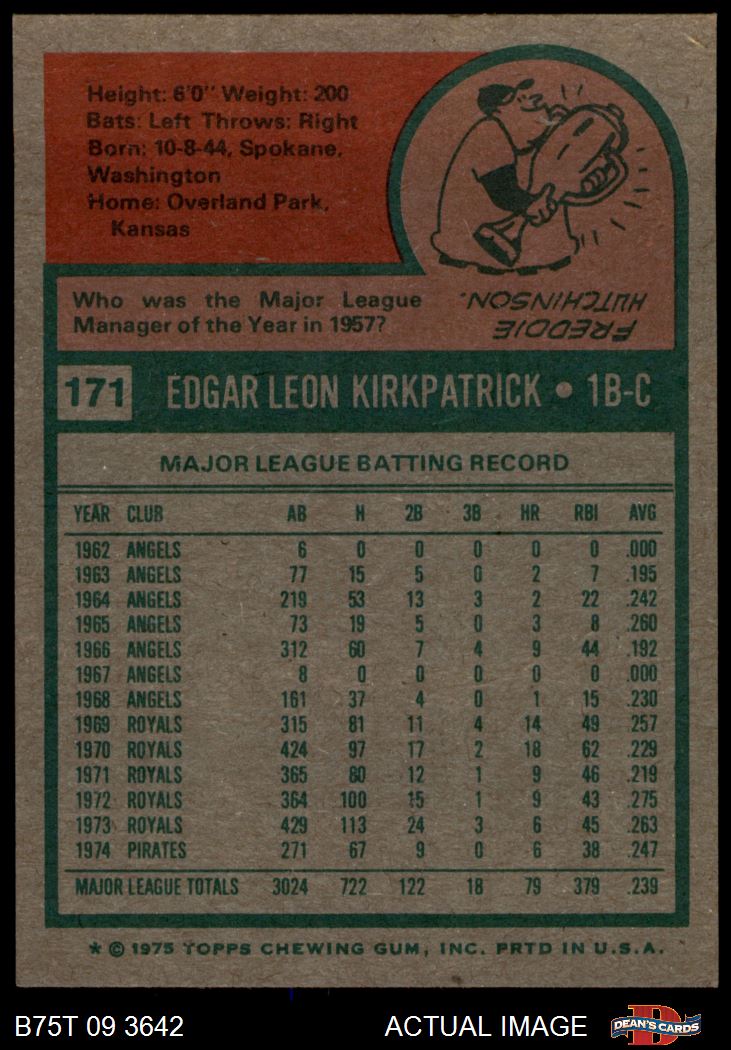 Height: 6'0" Weight: 200
Bats: Left Throws: Right
Born: 10-8-44, Spokane,
Washington
Home: Overland Park,
Kansas
Who was the Major League
Manager of the Year in 1957?
FREDDIE
HUTCHINSON.
171 EDGAR LEON KIRKPATRICK • 1B-C
MAJOR LEAGUE BATTING RECORD
YEAR CLUB AB H 2B 3B HR RBI AVG
1962 ANGELS 6 0 0 0 0 0 .000
1963 ANGELS 77 15 5 0 2 7 .195
1964 ANGELS 219 53 13 3 2 22 .242
1965 ANGELS 73 19 5 0 3 8 .260
1966 ANGELS 312 60 7 4 9 44 .192
1967 ANGELS 8 0 0 0 0 0 .000
1968 ANGELS 161 37 4 0 1 15 .230
1969 ROYALS 315 81 11 4 14 49 .257
1970 ROYALS 424 97 17 2 18 62 .229
1971 ROYALS 365 80 12 1 9 46 .219
1972 ROYALS 364 100 15 1 9 43 .275
1973 ROYALS 429 113 24 3 6 45 .263
1974 PIRATES 271 67 9 0 6 38 .247
MAJOR LEAGUE TOTALS 3024 722 122 18 79 379 .239
* © 1975 TOPPS CHEWING GUM, INC. PRTD IN U.S.A.
B75T 09 3642 ACTUAL IMAGE DEAN'S CARDS